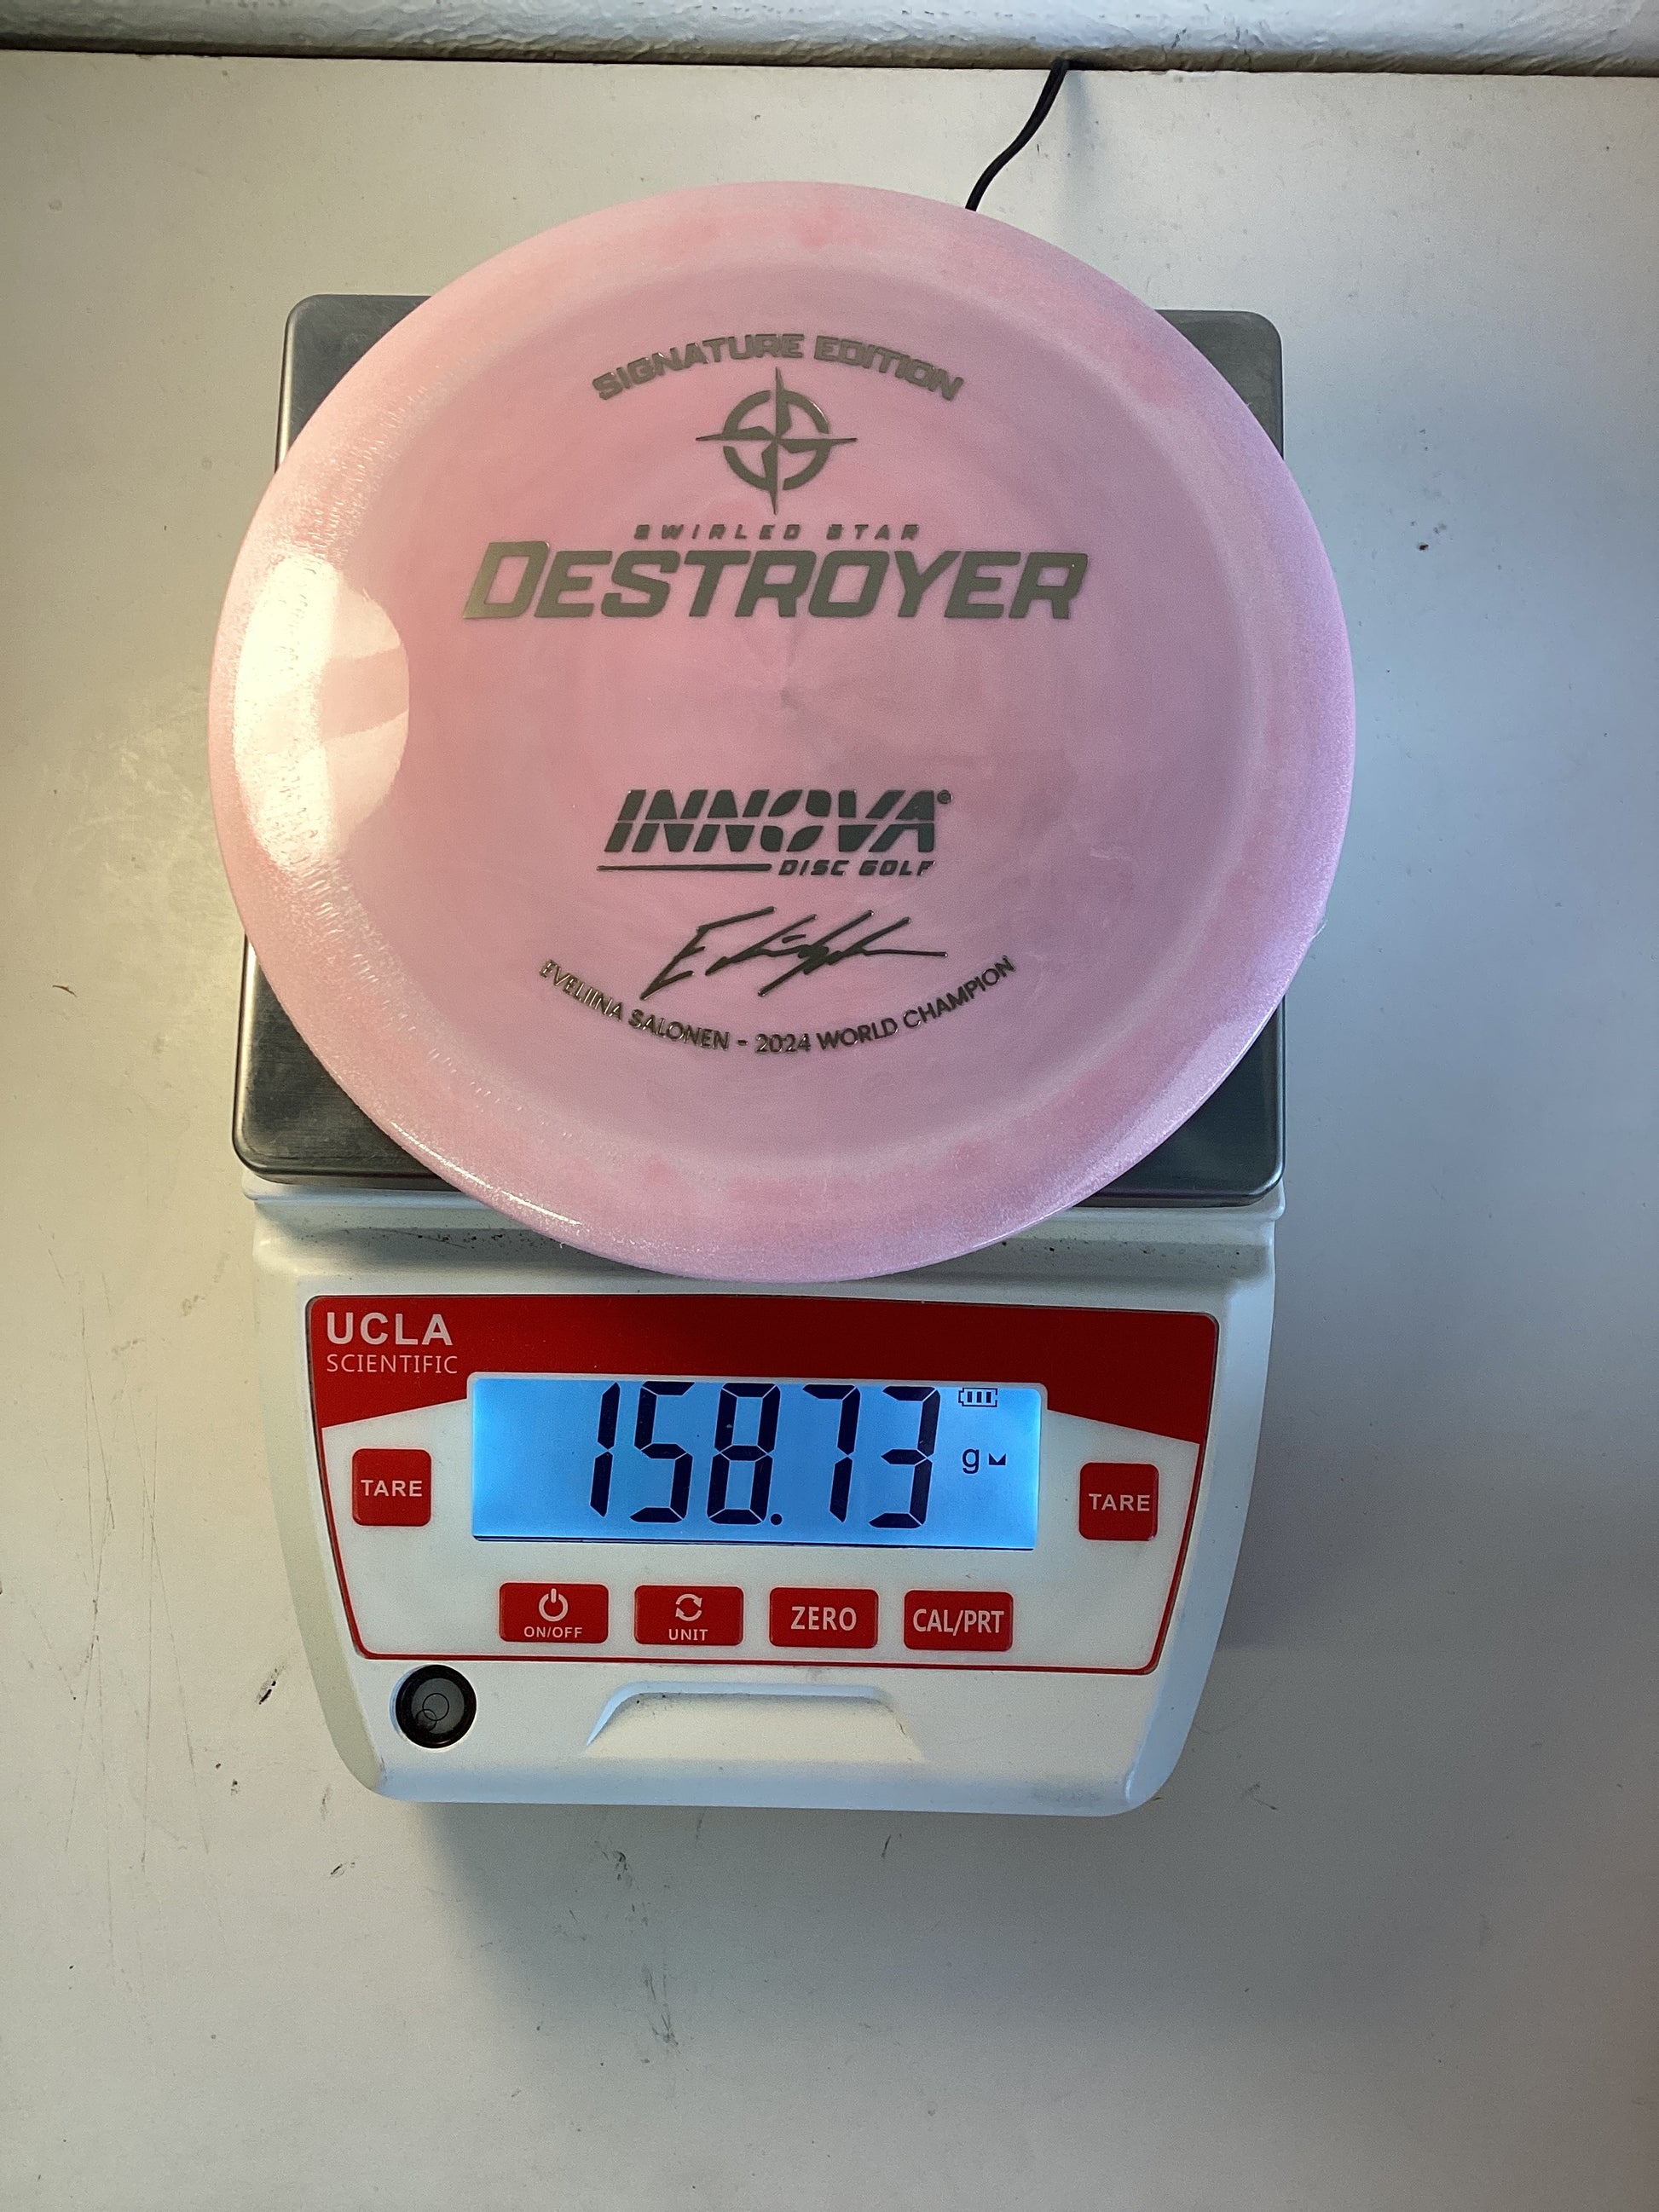 SIGNATURE EDITION
SWIRLED STAR
DESTROYER
INNOVA®
DISC GOLF
EVELIINA SALONEN - 2024 WORLD CHAMPION
UCLA
SCIENTIFIC
158.73 g
TARE
TARE
ON/OFF
UNIT
ZERO
CAL/PRT